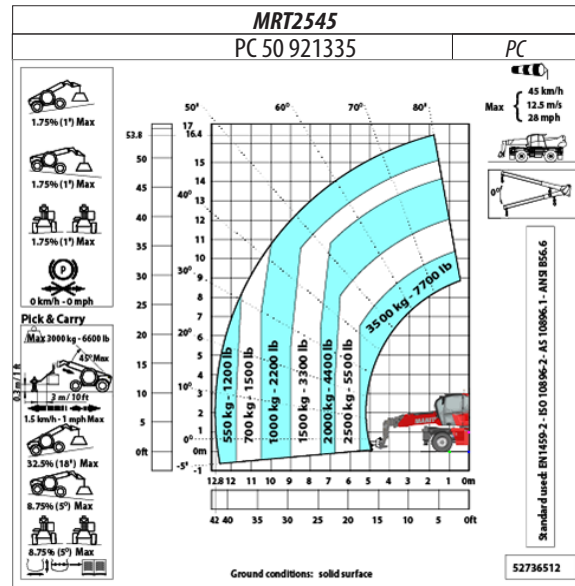 MRT2545
PC 50 921335
PC
1.75% (1°) Max
1.75% (1°) Max
1.75% (1°) Max
P
0 km/h - 0 mph
Pick & Carry
Max 3000 kg - 6600 lb
45° Max
0.3 m/1 ft
3 m / 10ft
1.5 km/h - 1 mph Max
32.5% (18°) Max
8.75% (5°) Max
8.75% (5°) Max
53.8
50
45
40
35
30
25
20
15
10
5
0ft
17
16.4
15
14
13
12
11
10
9
8
7
6
5
4
3
2
1
0m
-5°
0°
10°
20°
30°
40°
50°
60°
70°
80°
550 kg - 1200 lb
700 kg - 1500 lb
1000 kg - 2200 lb
1500 kg - 3300 lb
2000 kg - 4400 lb
2500 kg - 5500 lb
3500 kg - 7700 lb
12.8 12 11 10 9 8 7 6 5 4 3 2 1 0m
42 40 35 30 25 20 15 10 5 0ft
Ground conditions: solid surface
Max
45 km/h
12.5 m/s
28 mph
0°
Standard used: EN1459-2 - ISO 10896-2 - AS 10896.1 - ANSI B56.6
52736512